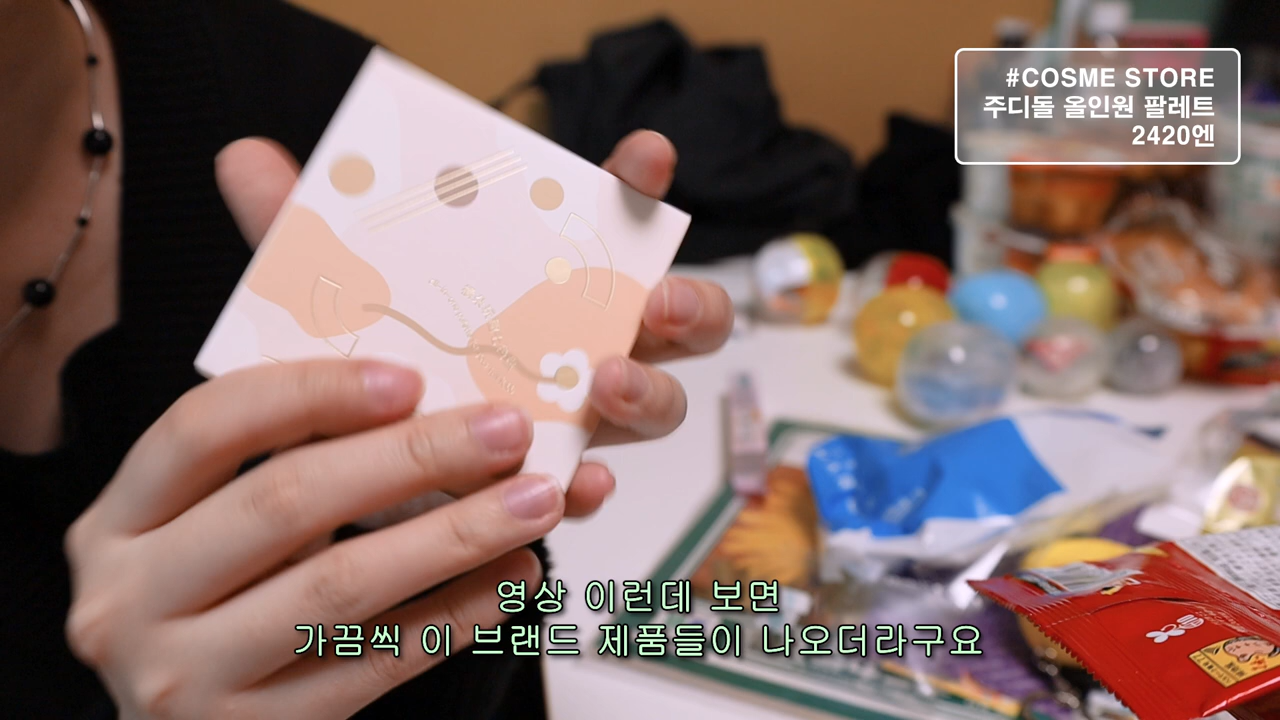 #COSME STORE
주디돌 올인원 팔레트
2420엔
영상 이런데 보면
가끔씩 이 브랜드 제품들이 나오더라구요